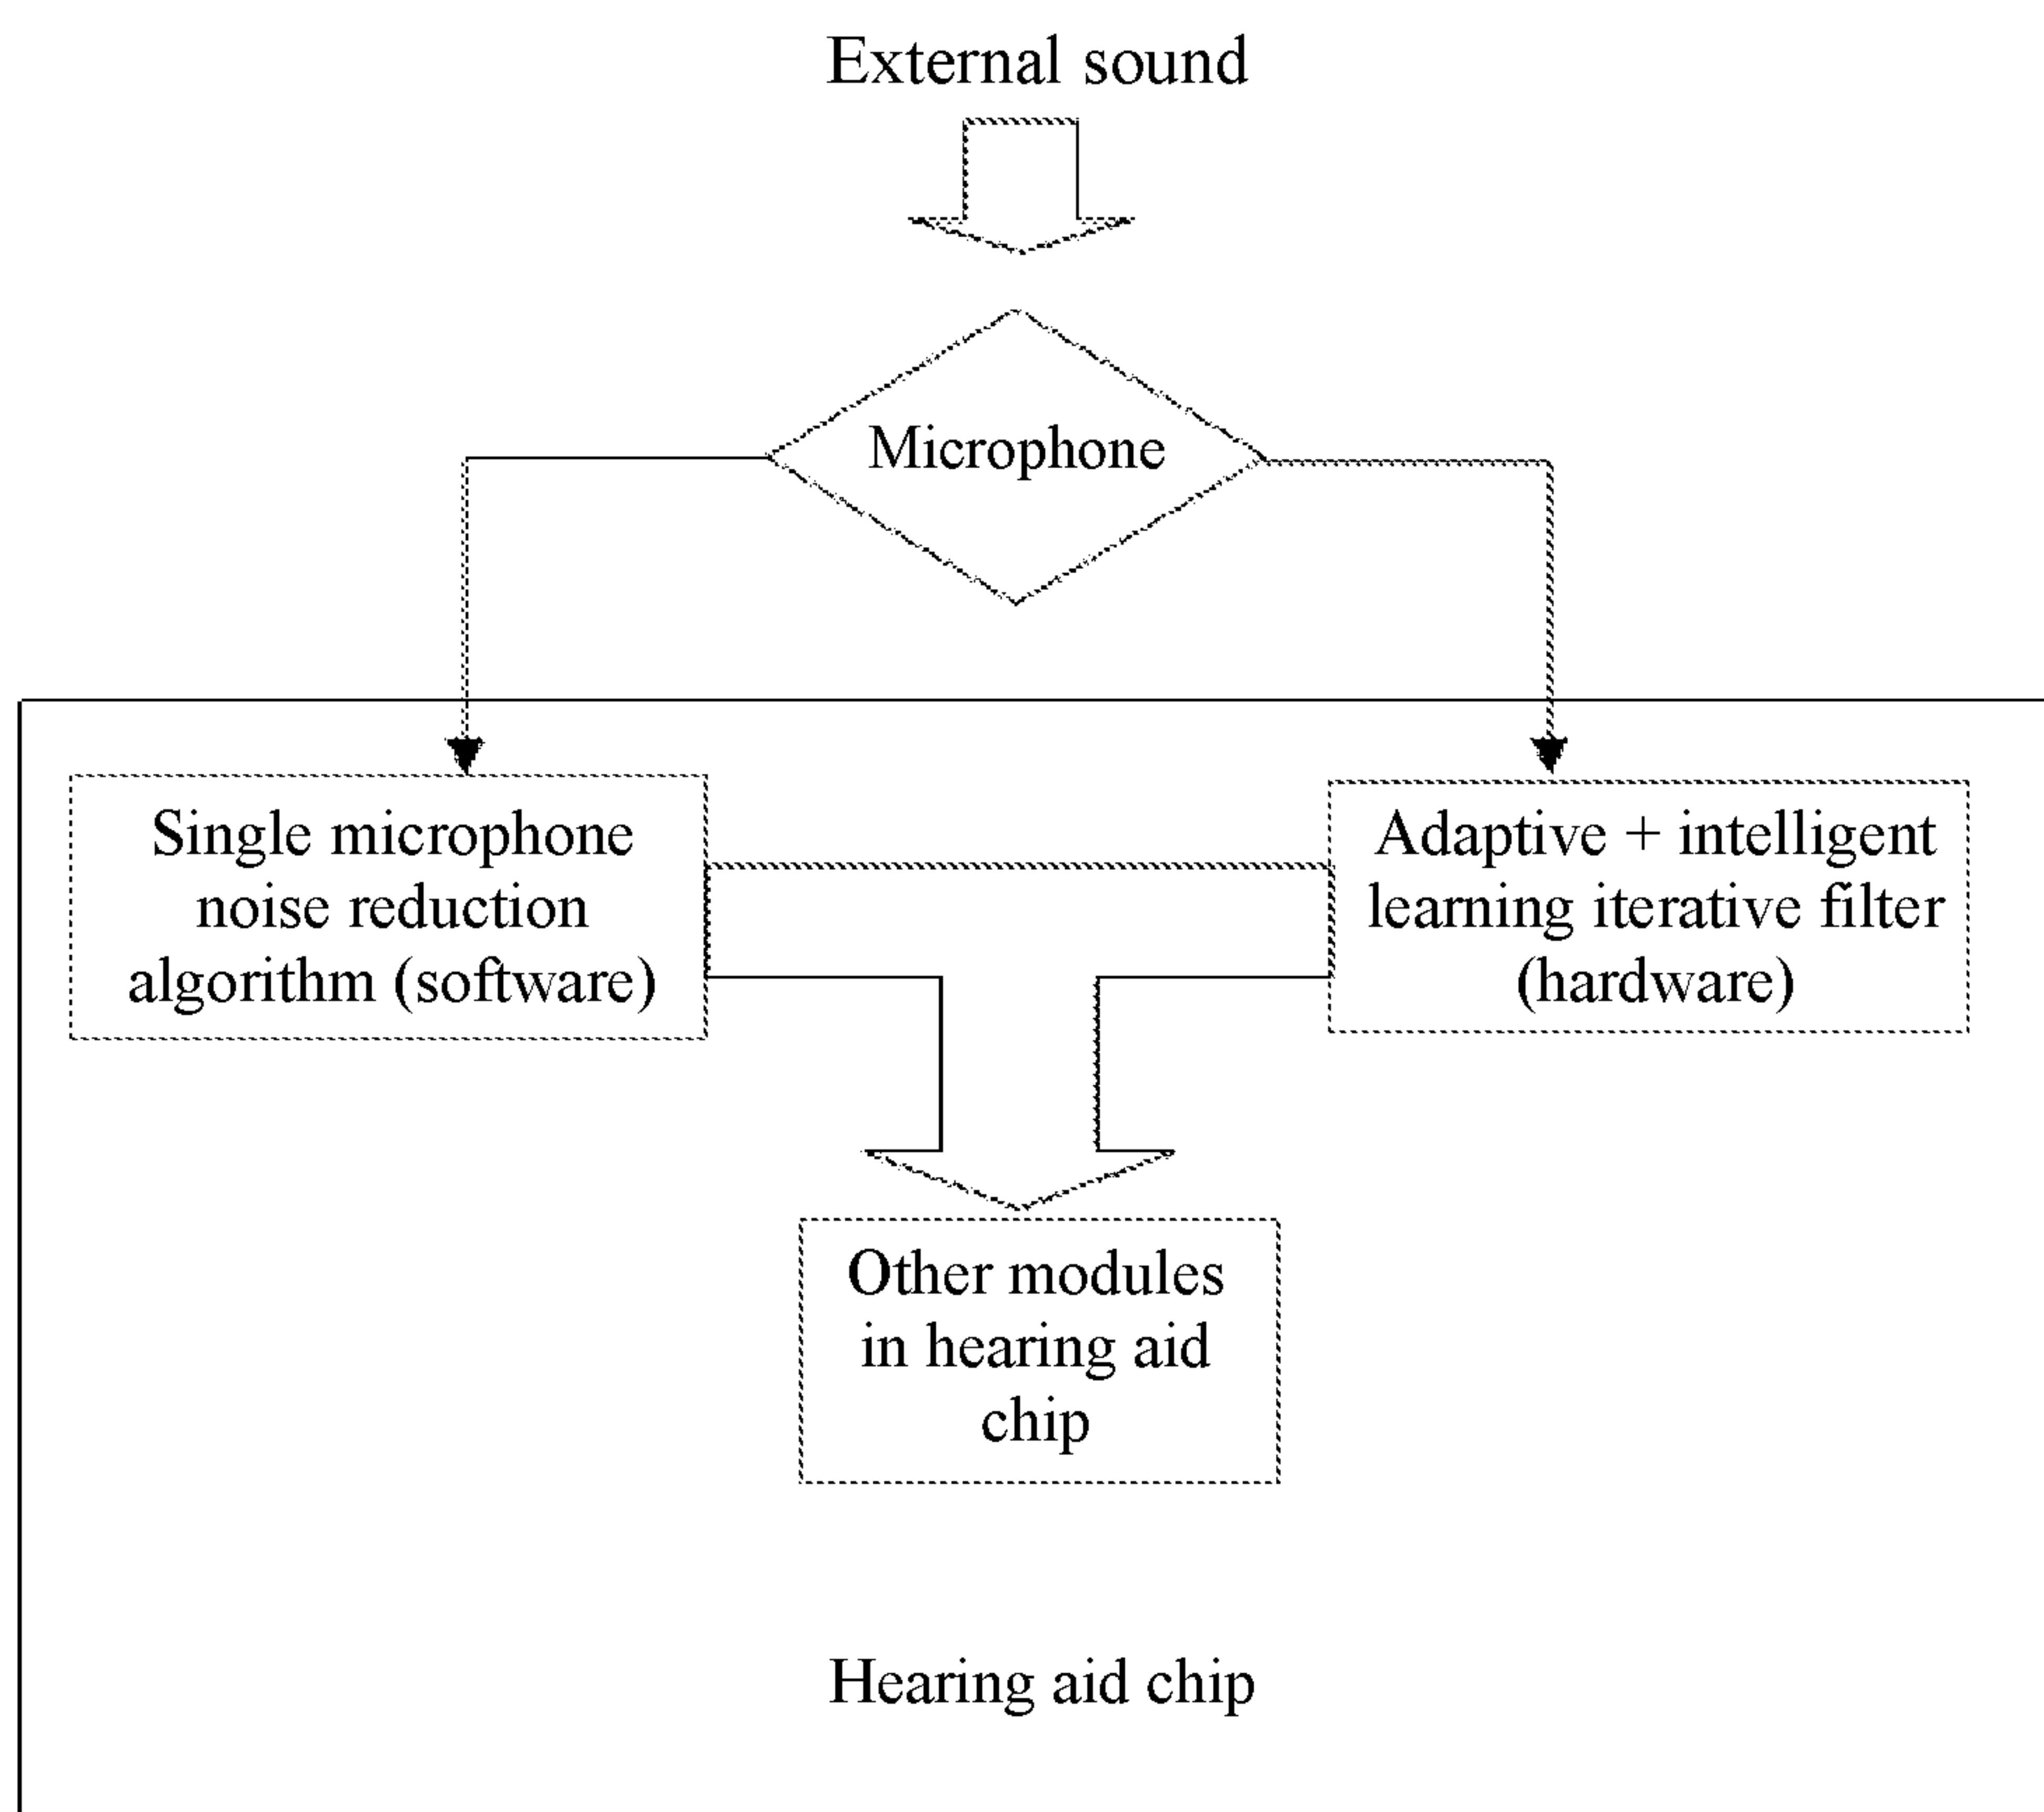 External sound
Microphone
Single microphone
noise reduction
algorithm (software)
Adaptive + intelligent
learning iterative filter
(hardware)
Other modules
in hearing aid
chip
Hearing aid chip